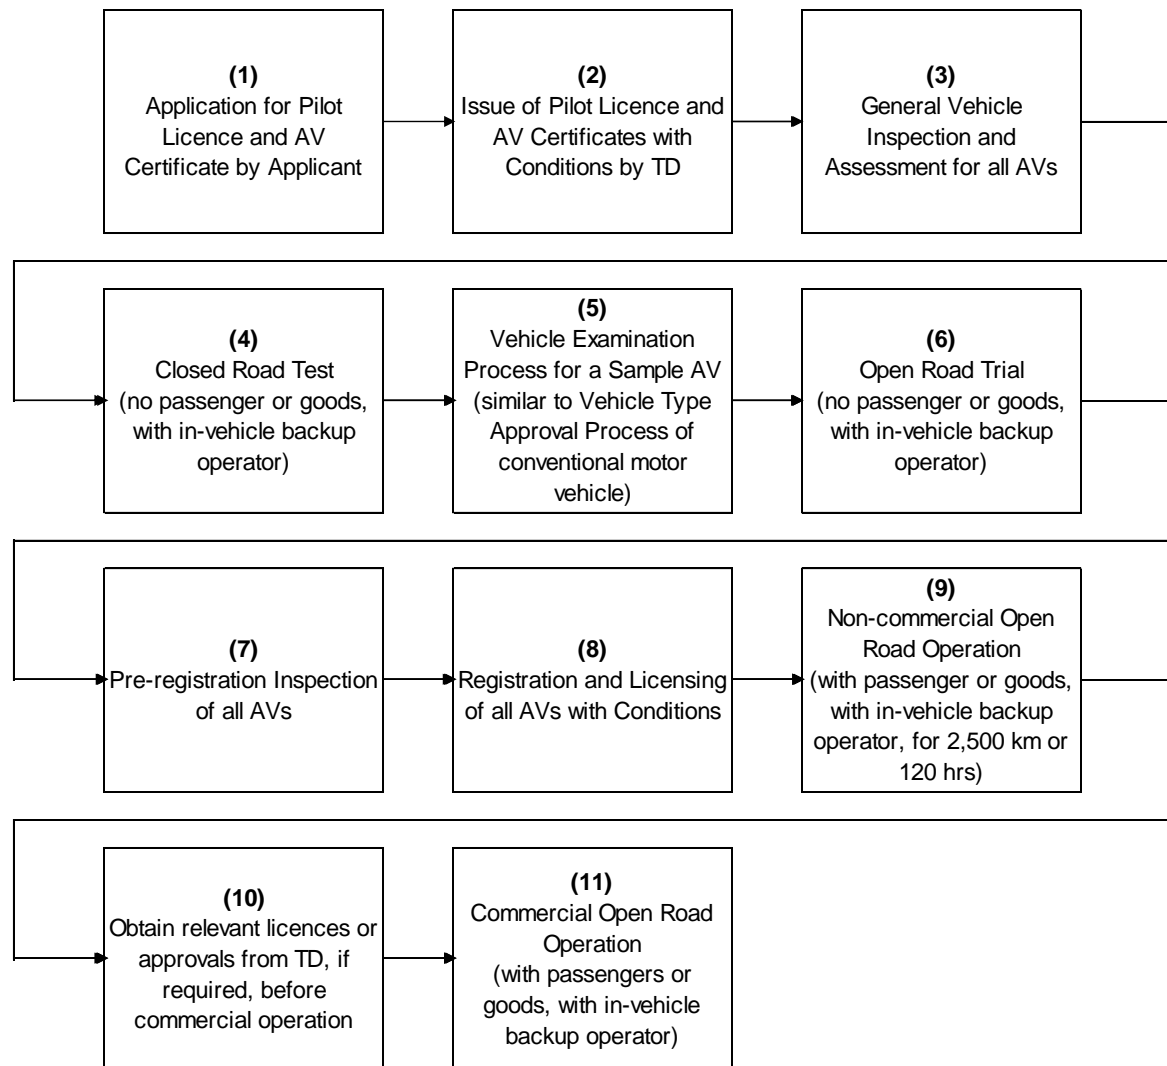 (1)
Application for Pilot
Licence and AV
Certificate by Applicant
(2)
Issue of Pilot Licence and
AV Certificates with
Conditions by TD
(3)
General Vehicle
Inspection and
Assessment for all AVs
(4)
Closed Road Test
(no passenger or goods,
with in-vehicle backup
operator)
(5)
Vehicle Examination
Process for a Sample AV
(similar to Vehicle Type
Approval Process of
conventional motor
vehicle)
(6)
Open Road Trial
(no passenger or goods,
with in-vehicle backup
operator)
(7)
Pre-registration Inspection
of all AVs
(8)
Registration and Licensing
of all AVs with Conditions
(9)
Non-commercial Open
Road Operation
(with passenger or goods,
with in-vehicle backup
operator, for 2,500 km or
120 hrs)
(10)
Obtain relevant licences or
approvals from TD, if
required, before
commercial operation
(11)
Commercial Open Road
Operation
(with passengers or
goods, with in-vehicle
backup operator)